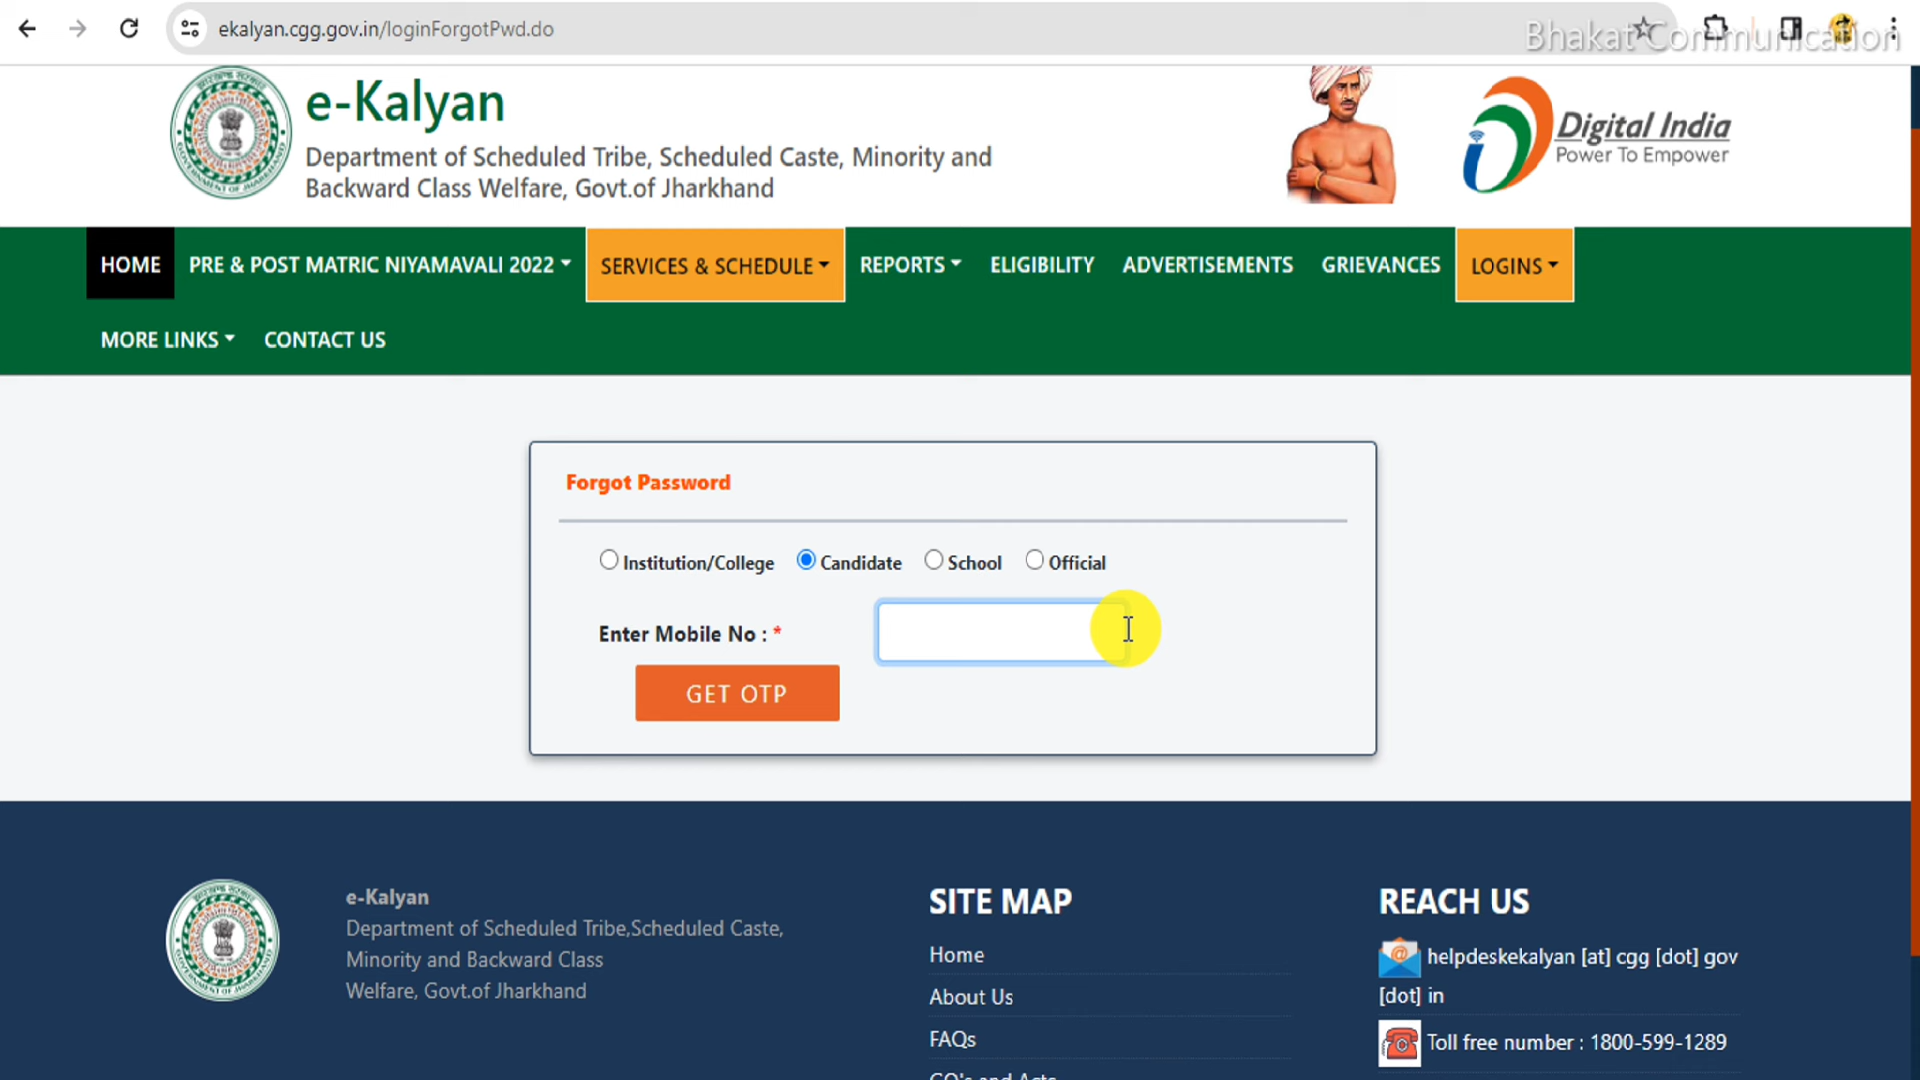 ekalyan.cgg.gov.in/loginForgotPwd.do
Bhakat Communication
e-Kalyan
Department of Scheduled Tribe, Scheduled Caste, Minority and
Backward Class Welfare, Govt.of Jharkhand
Digital India
Power To Empower
HOME PRE & POST MATRIC NIYAMAVALI 2022 SERVICES & SCHEDULE REPORTS ELIGIBILITY ADVERTISEMENTS GRIEVANCES LOGINS
MORE LINKS CONTACT US
Forgot Password
Institution/College Candidate School Official
Enter Mobile No : *
GET OTP
e-Kalyan
Department of Scheduled Tribe,Scheduled Caste,
Minority and Backward Class
Welfare, Govt.of Jharkhand
SITE MAP
Home
About Us
FAQs
GO's and Acts
REACH US
helpdeskekalyan [at] cgg [dot] gov
[dot] in
Toll free number : 1800-599-1289